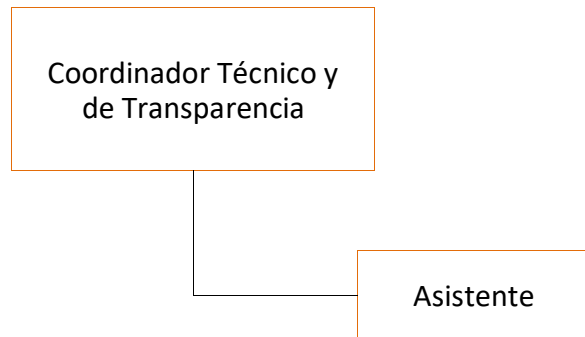 Coordinador Técnico y
de Transparencia
Asistente